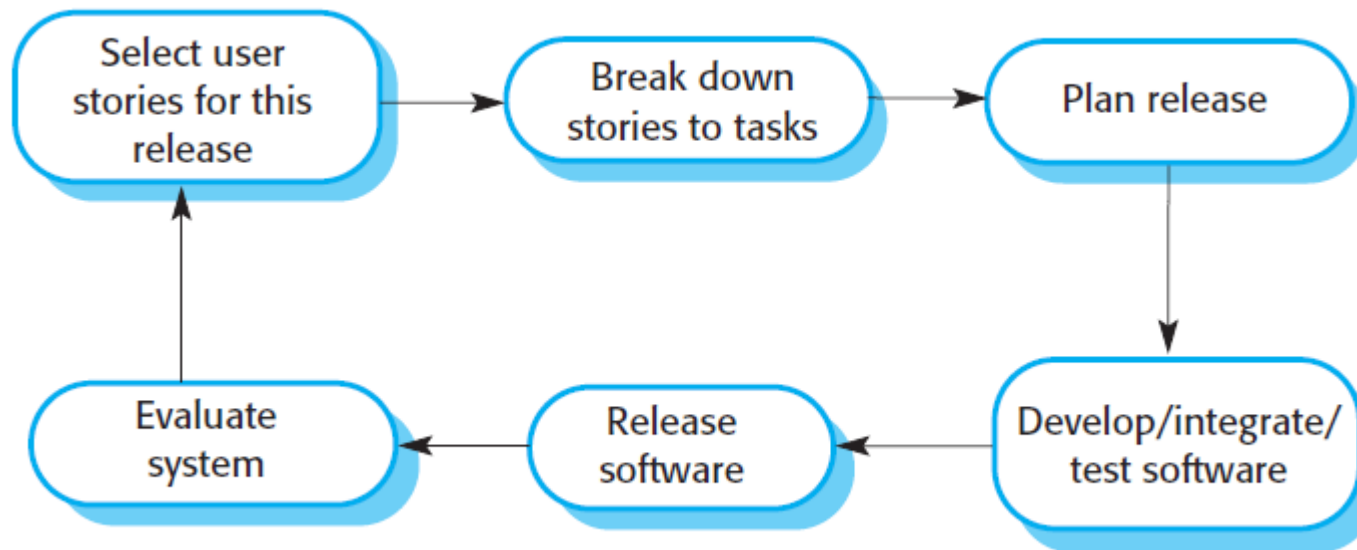 Select user
stories for this
release
Break down
stories to tasks
Plan release
Evaluate
system
Release
software
Develop/integrate/
test software